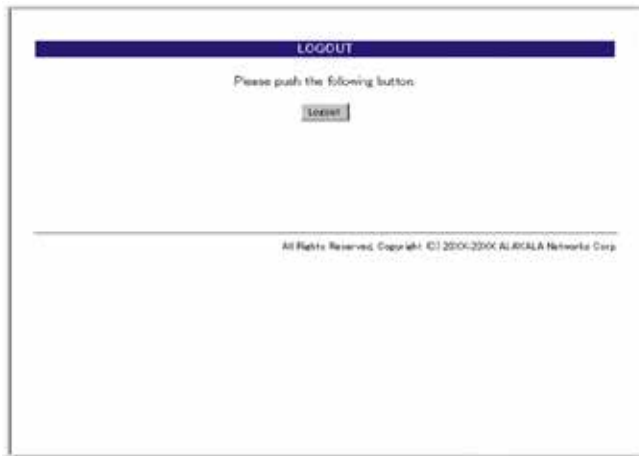 LOGOUT
Please push the following button.
Logout
All Rights Reserved, Copyright (C) 20XX-20XX ALAXALA Networks Corp.